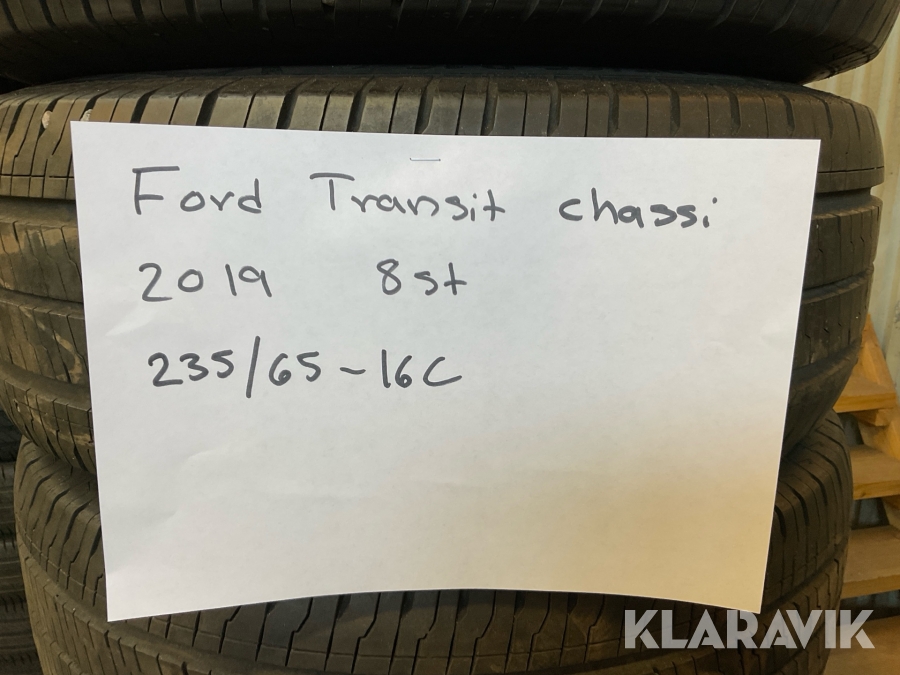 Ford Transit chassi
2019 8st
235/65-16C
KLARAVIK